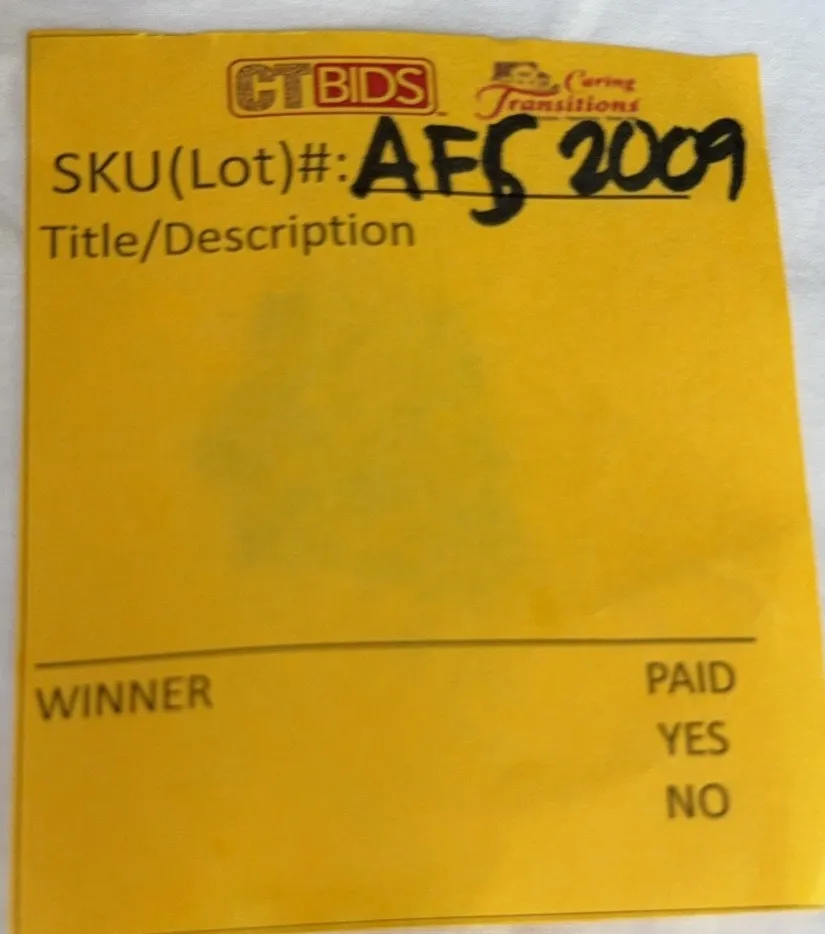 CTBIDS Caring Transitions
SKU(Lot)#: AFS 2009
Title/Description
WINNER PAID
YES
NO